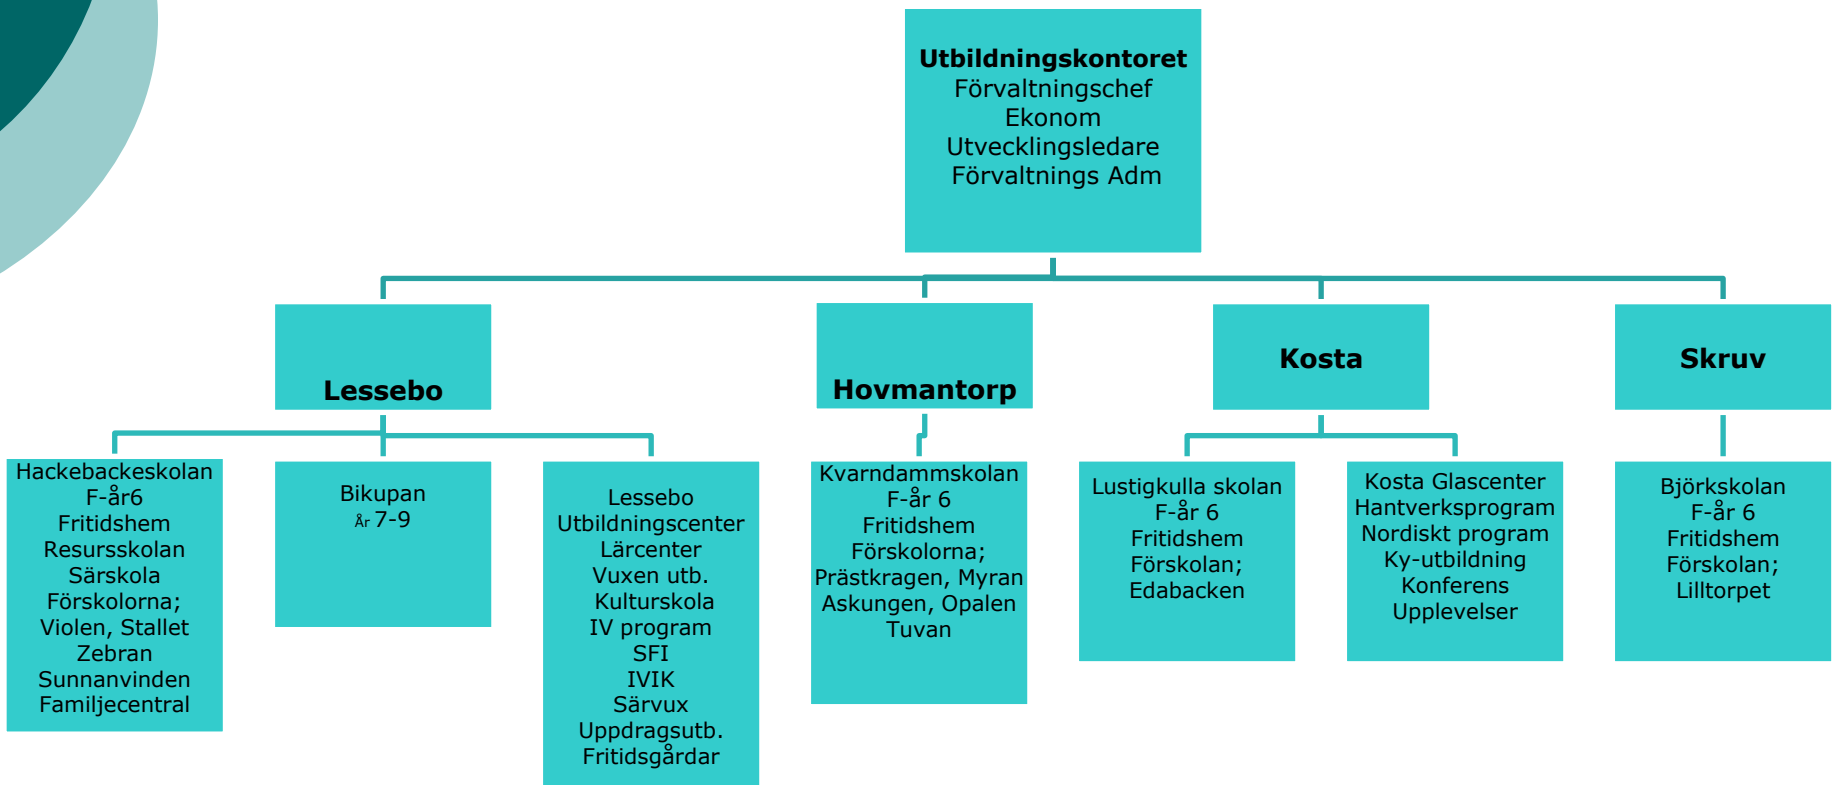 Utbildningskontoret
Förvaltningschef
Ekonom
Utvecklingsledare
Förvaltnings Adm
Lessebo
Hovmantorp
Kosta
Skruv
Hackebackeskolan
F-år6
Fritidshem
Resursskolan
Särskola
Förskolorna;
Violen, Stallet
Zebran
Sunnanvinden
Familjecentral
Bikupan
År 7-9
Lessebo
Utbildningscenter
Lärcenter
Vuxen utb.
Kulturskola
IV program
SFI
IVIK
Särvux
Uppdragsutb.
Fritidsgårdar
Kvarndammskolan
F-år 6
Fritidshem
Förskolorna;
Prästkragen, Myran
Askungen, Opalen
Tuvan
Lustigkulla skolan
F-år 6
Fritidshem
Förskolan;
Edabacken
Kosta Glascenter
Hantverksprogram
Nordiskt program
Ky-utbildning
Konferens
Upplevelser
Björkskolan
F-år 6
Fritidshem
Förskolan;
Lilltorpet